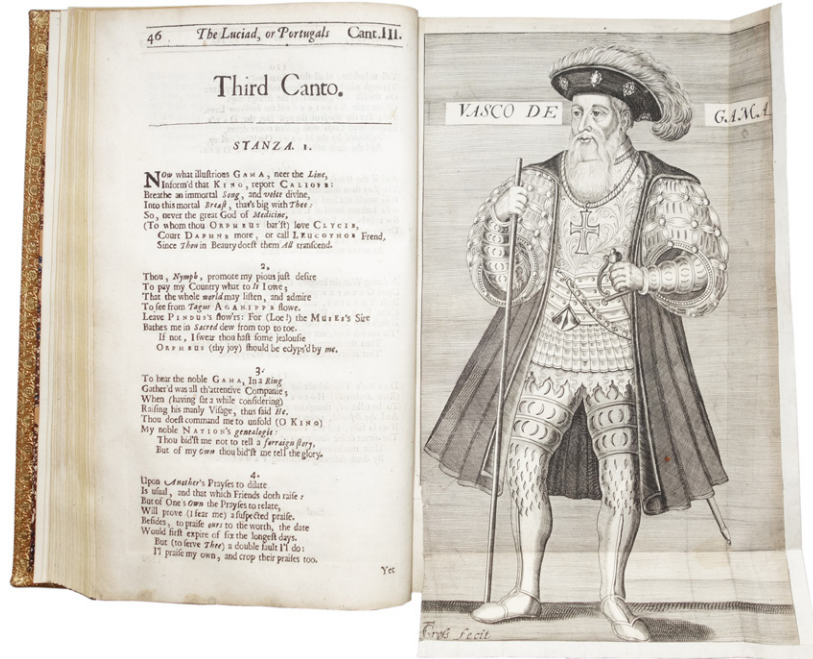 46 The Luciad, or Portugals Cant. III.
Third Canto.
STANZA. 1.
NOw what illustrious GAMA, neer the Line,
Inform'd that KING, report CALIOPE:
Breathe an immortal Song, and voice divine,
Into this mortal Breast, that's big with Thee:
So, never the great God of Medicine,
(To whom thou ORPHEUS bar'st) love CLYCIE,
Court DAPHNE more, or call LEUCOTHOE Frend,
Since Thou in Beauty do'st them All transcend.
2.
Thou, Nymph, promote my pious just desire
To pay my Country what to It I owe;
That the whole world may listen, and admire
To see from Tagus AGANIPPE flowe.
Leave PINDUS's flow'rs: For (Loe!) the MUSES's Sire
Bathes me in Sacred dew from top to toe.
If not, I swear thou hast some jealousie
ORPHEUS (thy joy) should be eclyps'd by me.
3.
To hear the noble GAMA, In a Ring
Gather'd was all th'attentive Companie;
When (having sat a while considering)
Raising his manly Visage, thus said He.
Thou doest command me to unfold (O KING)
My noble NATION's genealogie:
Thou bid'st me not to tell a forraign story,
But of my own thou bid'st me tell the glory.
4.
Upon Another's Prayses to dilate
Is usual, and that which Friends doth raise:
But of One's Own the Prayses to relate,
Will prove (I fear me) a suspected praise.
Besides, to praise ours to the worth, the date
Would first expire of six the longest days.
But (to serve Thee) a double fault I'l do:
I'l praise my own, and crop their praises too.
Yet
VASCO DE GAMA
Cross fecit